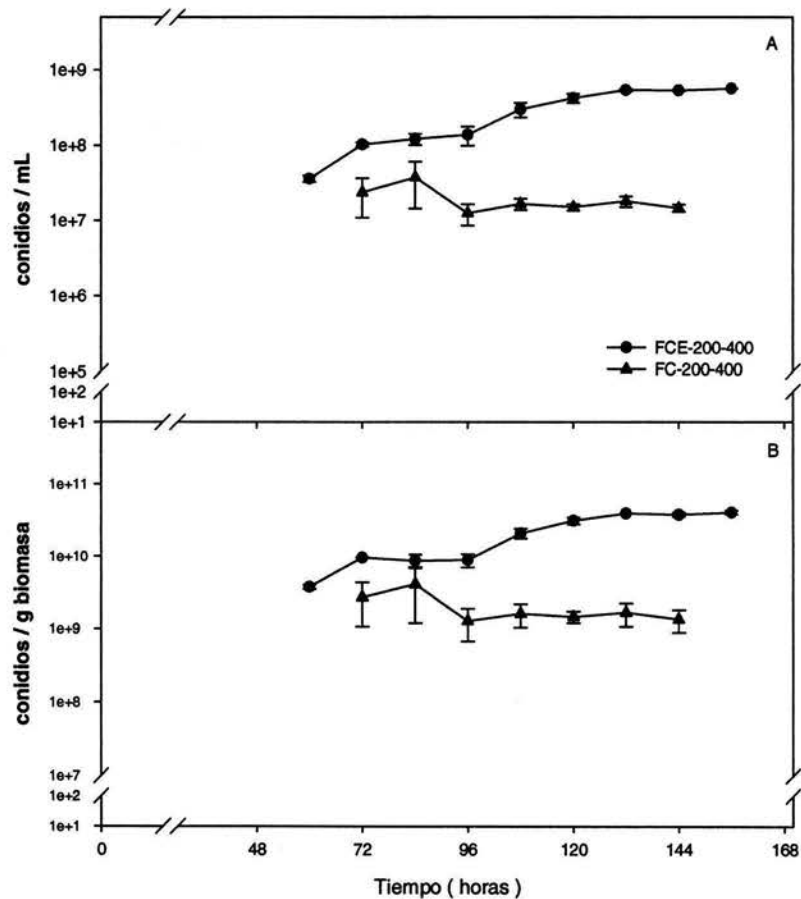 A
1e+9
1e+8
1e+7
1e+6
1e+5
1e+2
1e+1
conidios / mL
FCE-200-400
FC-200-400
B
1e+11
1e+10
1e+9
1e+8
1e+7
1e+2
1e+1
conidios / g biomasa
0 48 72 96 120 144 168
Tiempo ( horas )